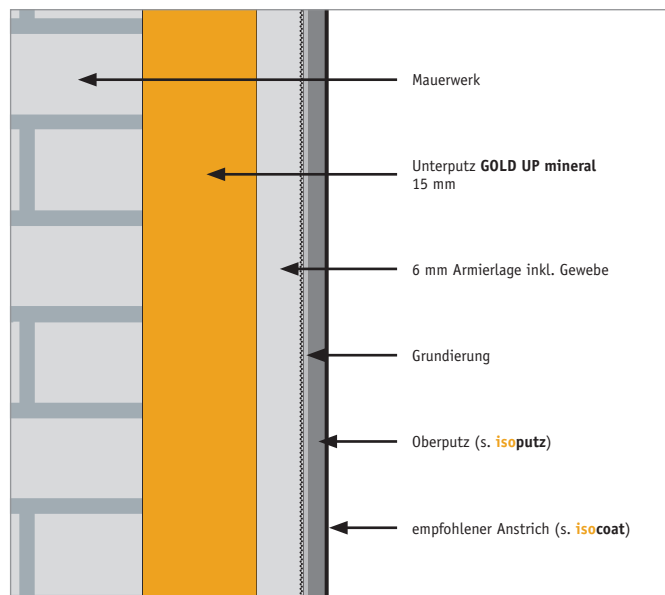 Mauerwerk
Unterputz GOLD UP mineral
15 mm
6 mm Armierlage inkl. Gewebe
Grundierung
Oberputz (s. isoputz)
empfohlener Anstrich (s. isocoat)